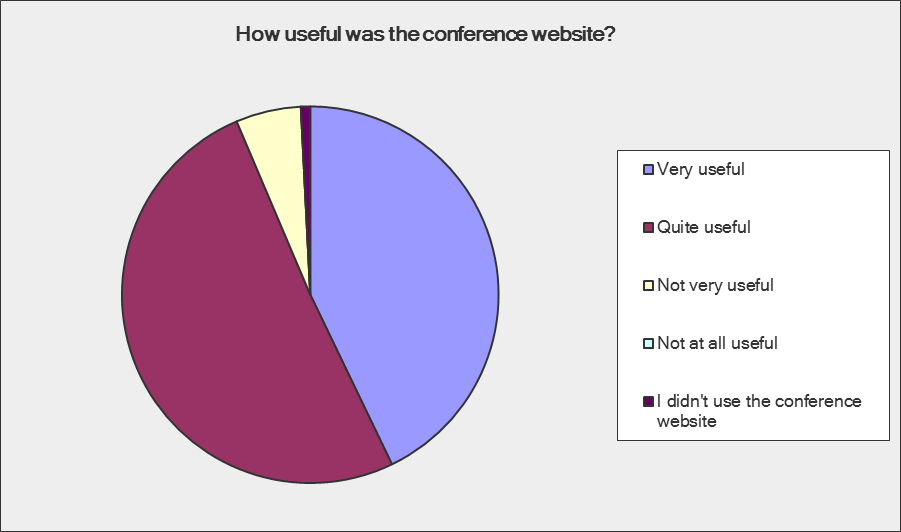 How useful was the conference website?
Very useful
Quite useful
Not very useful
Not at all useful
I didn't use the conference
website